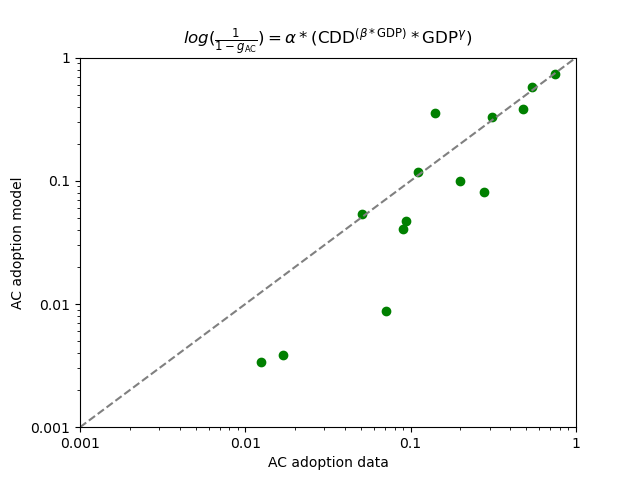 log(1/(1−g_AC)) = α * (CDD^(β*GDP) * GDP^γ)
1
0.1
0.01
0.001
AC adoption model
0.001 0.01 0.1 1
AC adoption data